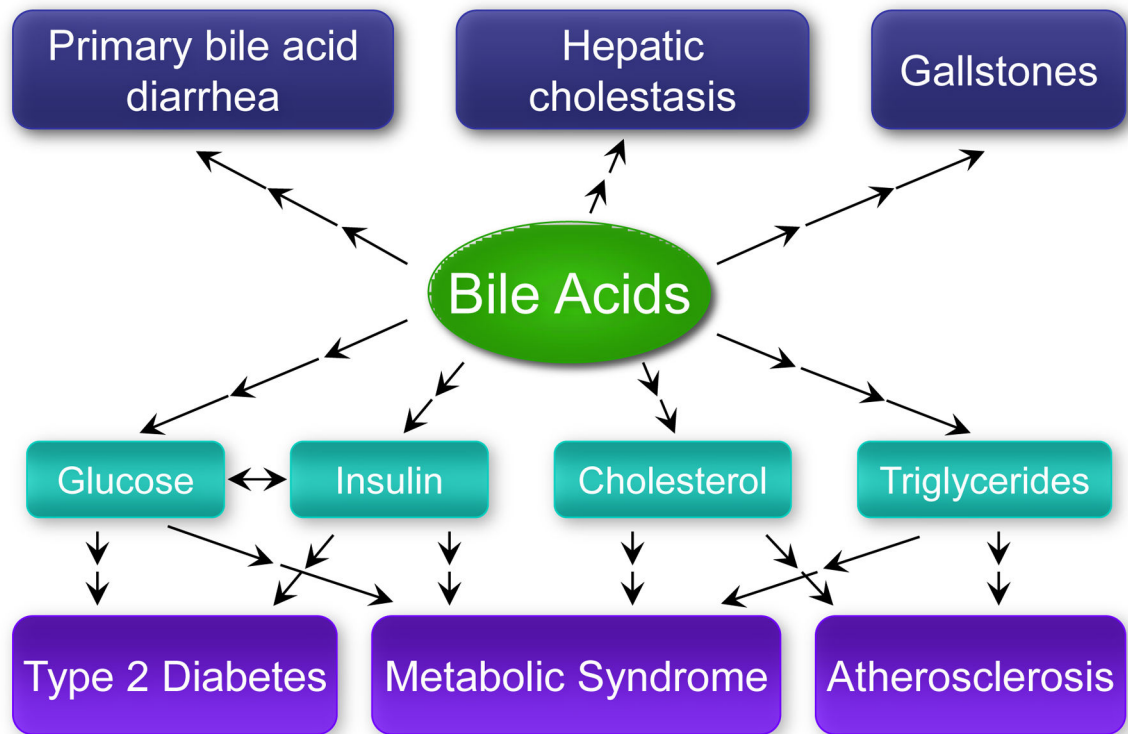 Primary bile acid
diarrhea
Hepatic
cholestasis
Gallstones
Bile Acids
Glucose
Insulin
Cholesterol
Triglycerides
Type 2 Diabetes
Metabolic Syndrome
Atherosclerosis